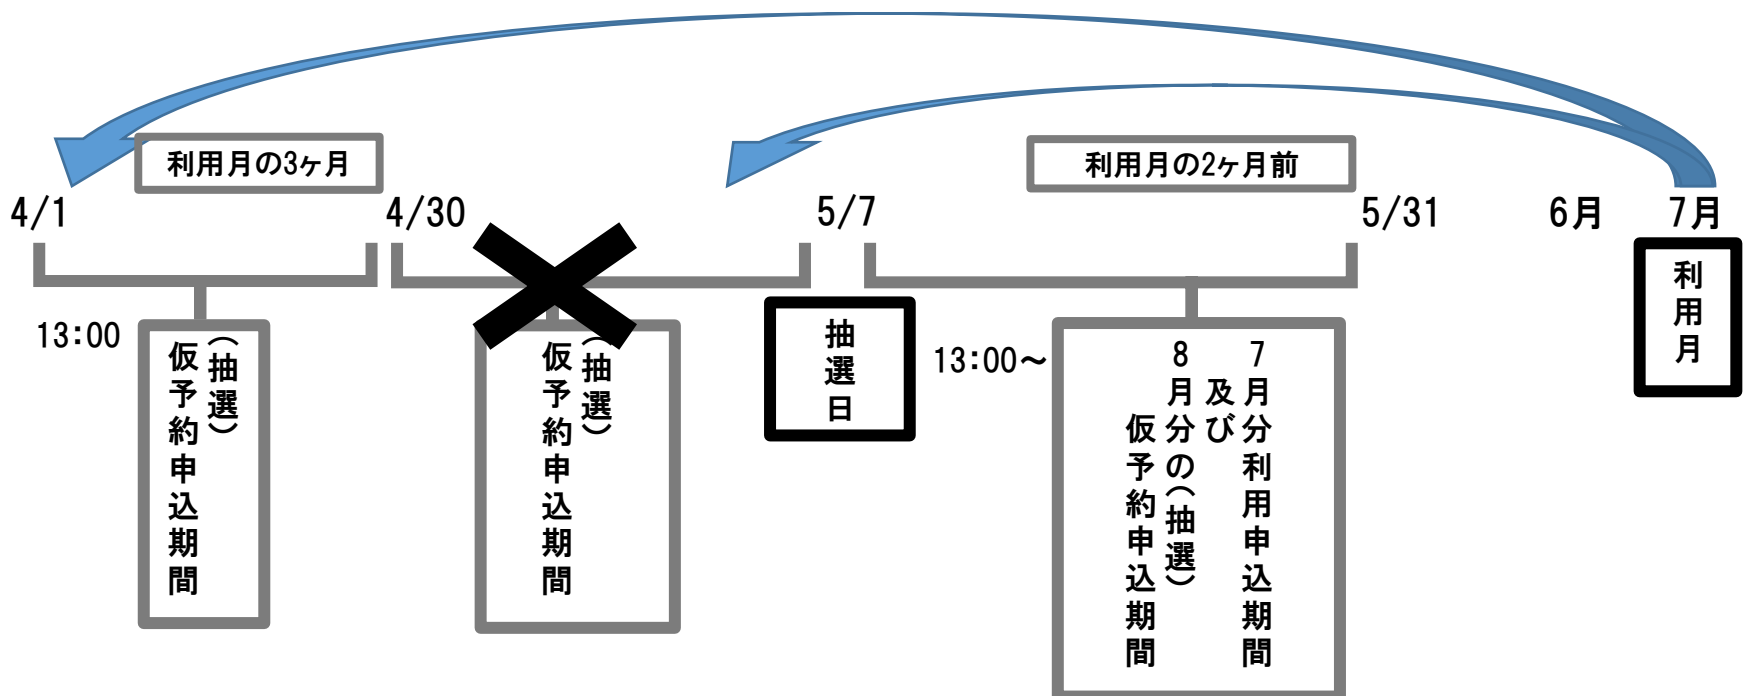 利用月の3ヶ月
利用月の2ヶ月前
4/1
4/30
5/7
5/31
6月
7月
利用月
13:00
（抽選）
仮予約申込期間
（抽選）
仮予約申込期間
抽選日
13:00～
7月分利用申込期間
及び
8月分の（抽選）
仮予約申込期間